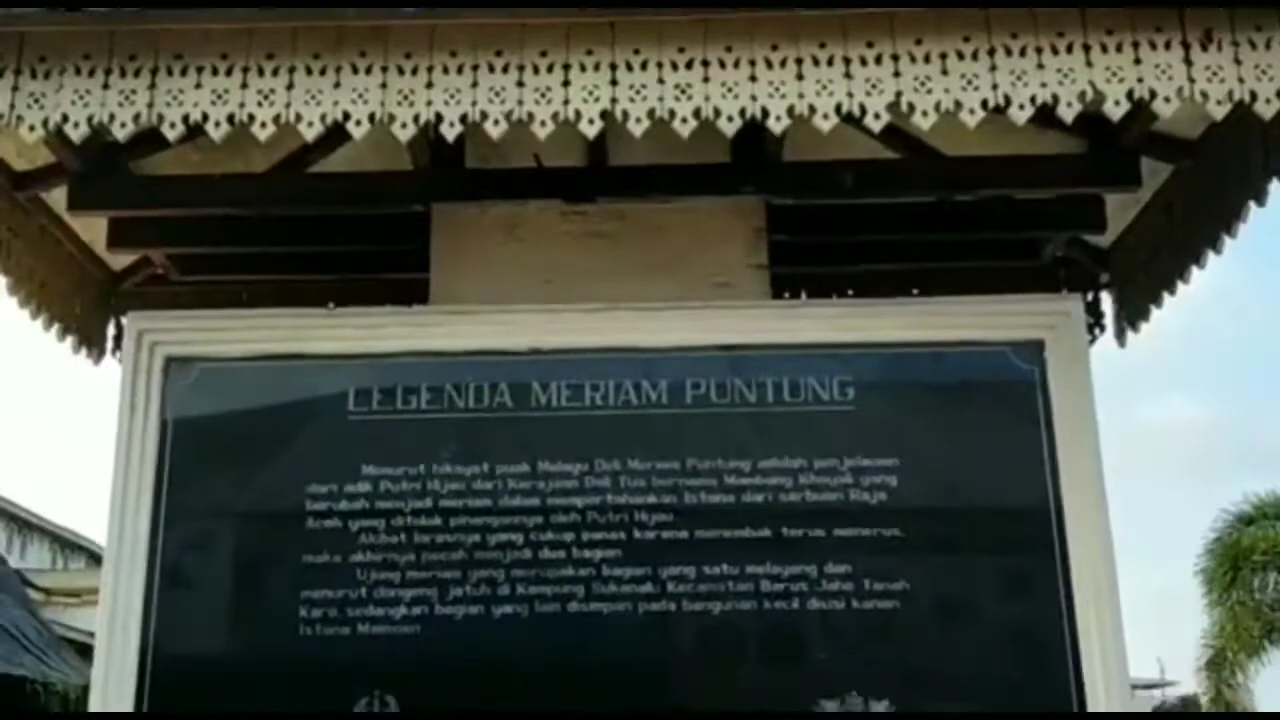 LEGENDA MERIAM PUNTUNG
Menurut hikayat puak Melayu Deli Meriam Puntung adalah penjelmaan
dari adik Putri Hijau dari Kerajaan Deli Tua bernama Mambang Khayali yang
berubah menjadi meriam dalam mempertahankan Istana dari serbuan Raja
Aceh yang ditolak pinangannya oleh Putri Hijau
Akibat larasnya yang cukup panas karena menembak terus menerus,
maka akhirnya pecah menjadi dua bagian
Ujung meriam yang merupakan bagian yang satu melayang dan
menurut dongeng jatuh di Kampung Sukanalu Kecamatan Barus Jahe Tanah
Karo, sedangkan bagian yang lain disimpan pada bangunan kecil disisi kanan
Istana Maimoon